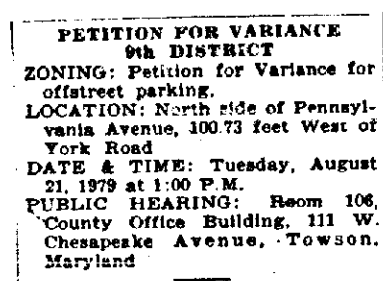 PETITION FOR VARIANCE
9th DISTRICT
ZONING: Petition for Variance for
offstreet parking.
LOCATION: North side of Pennsyl-
vania Avenue, 100.73 feet West of
York Road
DATE & TIME: Tuesday, August
21, 1979 at 1:00 P.M.
PUBLIC HEARING: Room 106,
County Office Building, 111 W.
Chesapeake Avenue, Towson,
Maryland